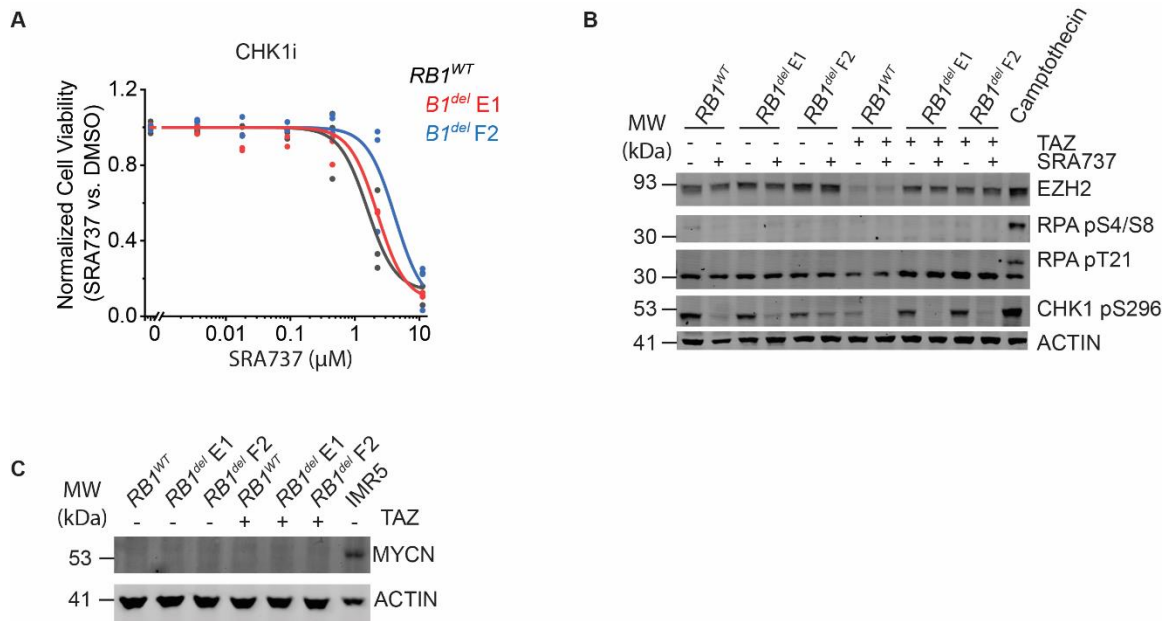 A
CHK1i
RB1WT
B1del E1
B1del F2
Normalized Cell Viability
(SRA737 vs. DMSO)
1.2
0.8
0.4
0.0
0 0.01 0.1 1 10
SRA737 (μM)
B
RB1WT RB1del E1 RB1del F2 RB1WT RB1del E1 RB1del F2 Camptothecin
MW
(kDa)
- - - - - - + + + + + + TAZ
- + - + - + - + - + - + SRA737
93 EZH2
30 RPA pS4/S8
30 RPA pT21
53 CHK1 pS296
41 ACTIN
C
RB1WT RB1del E1 RB1del F2 RB1WT RB1del E1 RB1del F2 IMR5
MW
(kDa)
- - - + + + - TAZ
53 MYCN
41 ACTIN